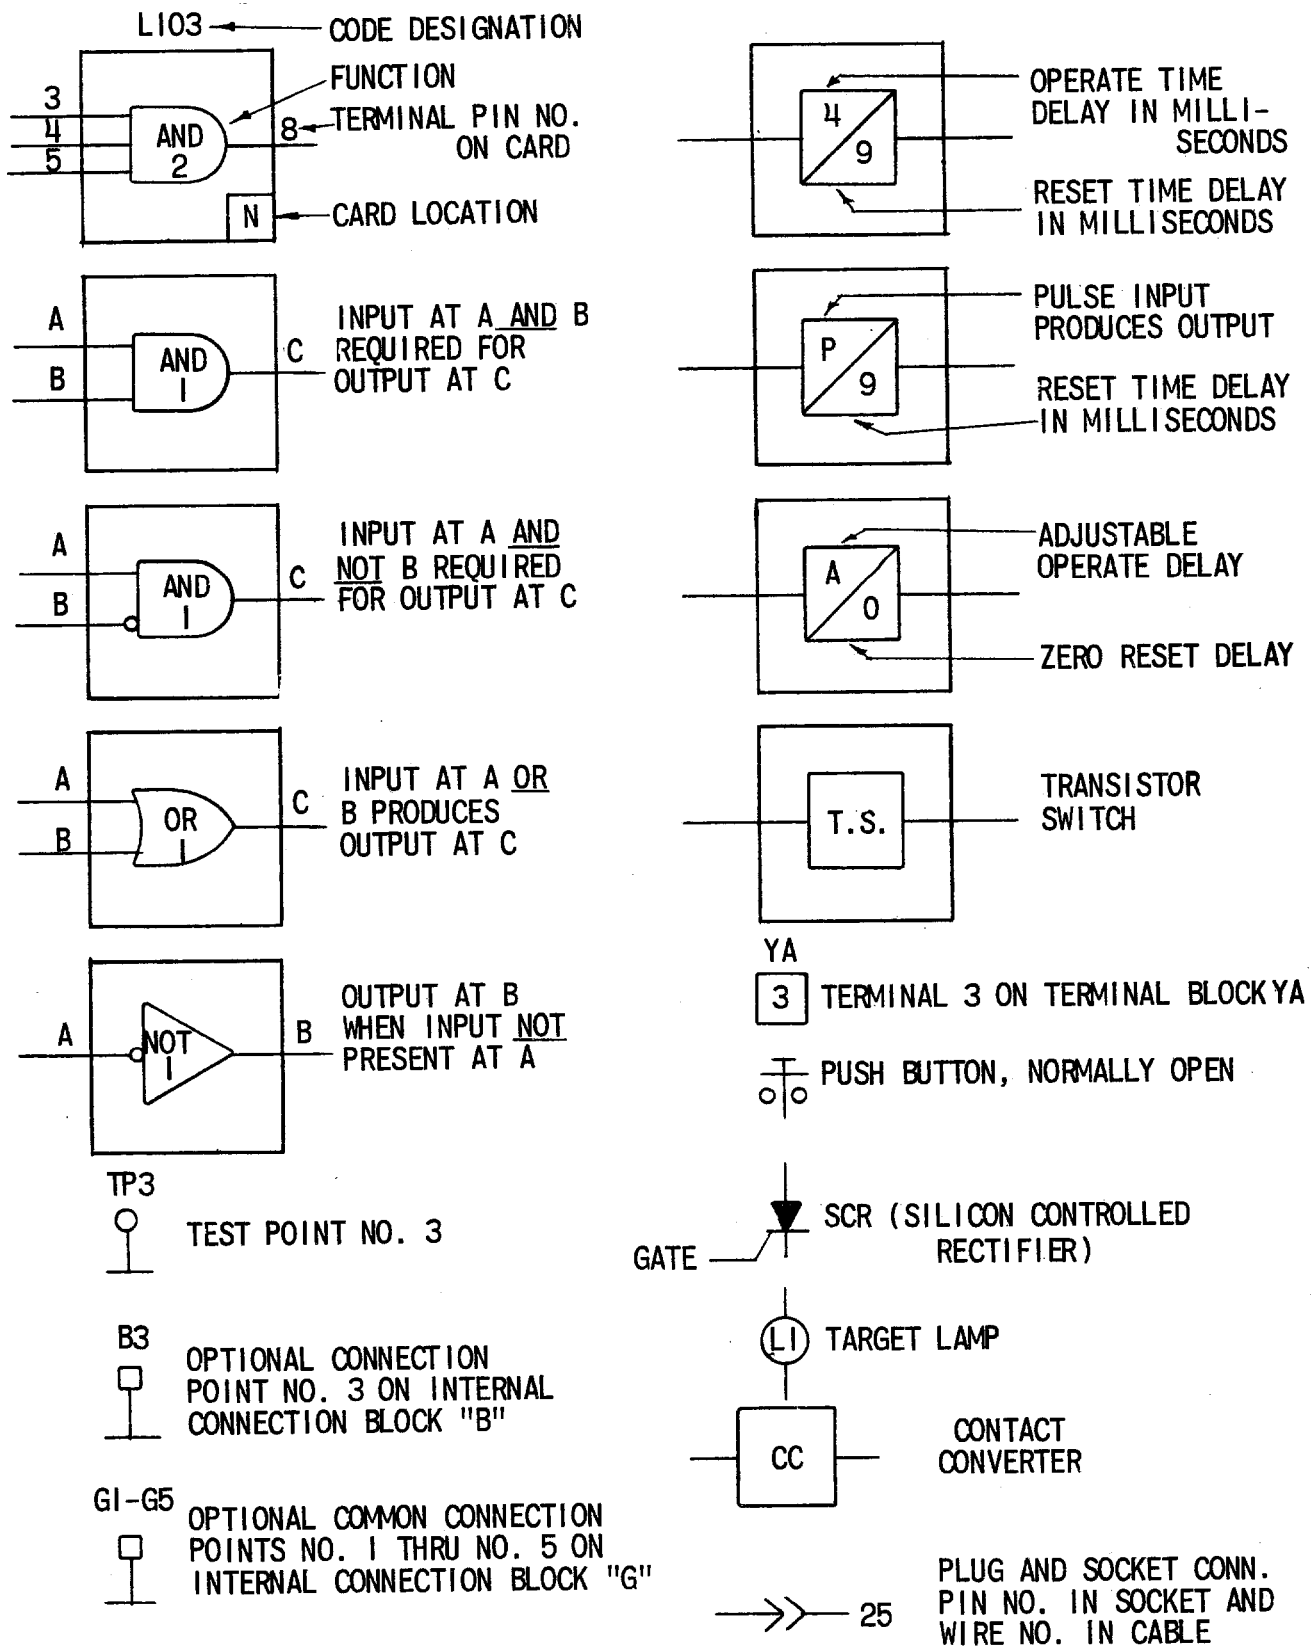 L103
CODE DESIGNATION
FUNCTION
3
4
5
AND
2
8
TERMINAL PIN NO.
ON CARD
N
CARD LOCATION
A
B
AND
1
C
INPUT AT A AND B
REQUIRED FOR
OUTPUT AT C
A
B
AND
1
C
INPUT AT A AND
NOT B REQUIRED
FOR OUTPUT AT C
A
B
OR
1
C
INPUT AT A OR
B PRODUCES
OUTPUT AT C
A
NOT
1
B
OUTPUT AT B
WHEN INPUT NOT
PRESENT AT A
TP3
TEST POINT NO. 3
B3
OPTIONAL CONNECTION
POINT NO. 3 ON INTERNAL
CONNECTION BLOCK "B"
G1-G5
OPTIONAL COMMON CONNECTION
POINTS NO. 1 THRU NO. 5 ON
INTERNAL CONNECTION BLOCK "G"
4
9
OPERATE TIME
DELAY IN MILLI-
SECONDS
RESET TIME DELAY
IN MILLISECONDS
P
9
PULSE INPUT
PRODUCES OUTPUT
RESET TIME DELAY
IN MILLISECONDS
A
0
ADJUSTABLE
OPERATE DELAY
ZERO RESET DELAY
T.S.
TRANSISTOR
SWITCH
YA
3
TERMINAL 3 ON TERMINAL BLOCK YA
PUSH BUTTON, NORMALLY OPEN
GATE
SCR (SILICON CONTROLLED
RECTIFIER)
L1
TARGET LAMP
CC
CONTACT
CONVERTER
25
PLUG AND SOCKET CONN.
PIN NO. IN SOCKET AND
WIRE NO. IN CABLE